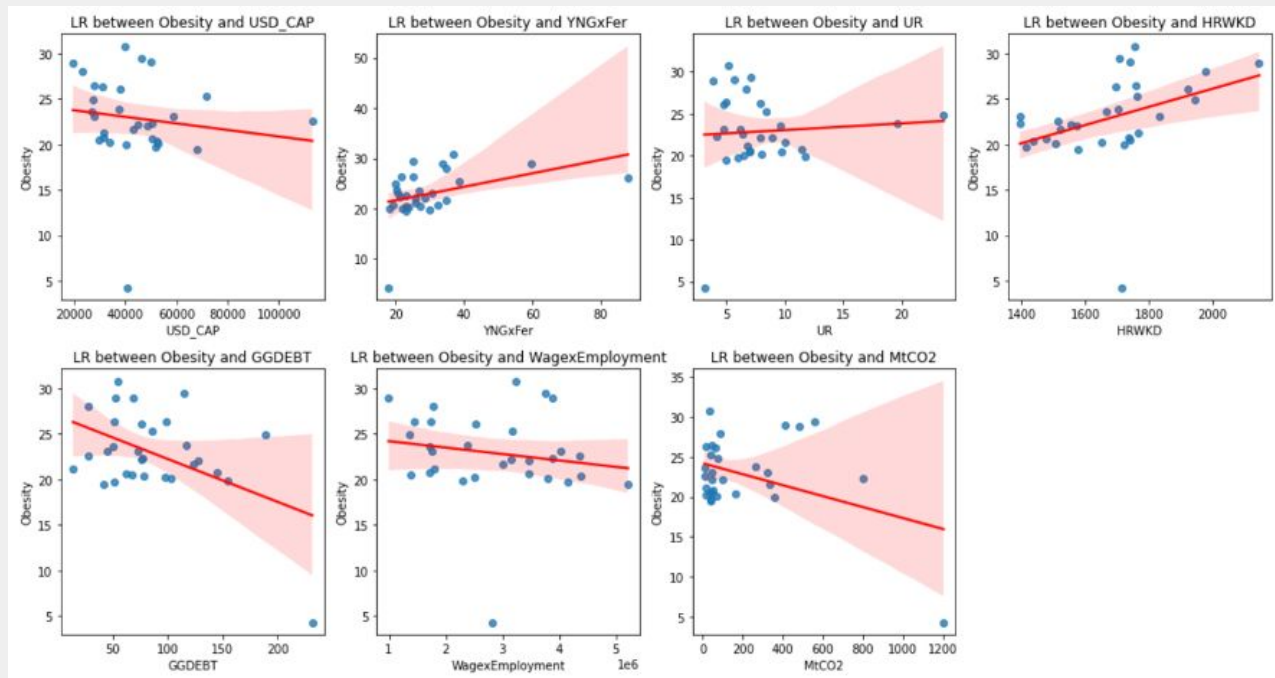 LR between Obesity and USD_CAP
LR between Obesity and YNGxFer
LR between Obesity and UR
LR between Obesity and HRWKD
30
25
20
15
10
5
Obesity
20000 40000 60000 80000 100000
USD_CAP
50
40
30
20
10
Obesity
20 40 60 80
YNGxFer
30
25
20
15
10
5
Obesity
5 10 15 20
UR
30
25
20
15
10
5
Obesity
1400 1600 1800 2000
HRWKD
LR between Obesity and GGDEBT
LR between Obesity and WagexEmployment
LR between Obesity and MtCO2
30
25
20
15
10
5
Obesity
50 100 150 200
GGDEBT
30
25
20
15
10
5
Obesity
1 2 3 4 5
1e6
WagexEmployment
35
30
25
20
15
10
5
Obesity
0 200 400 600 800 1000 1200
MtCO2